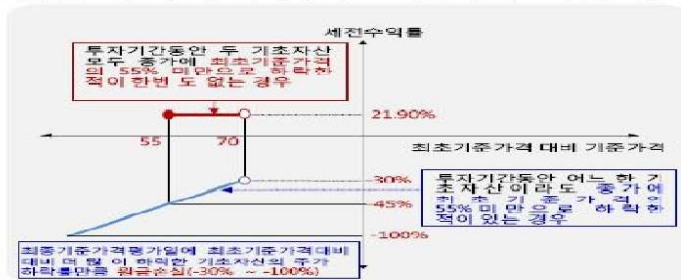 세전수익률
투자기간동안 두 기초자산
모두 종가에 최초기준가격
의 55% 미만으로 하락한
적이 한번 도 없는 경우
21.90%
55
70
최초기준가격 대비 기준가격
-30%
-45%
-100%
투자기간동안 어느 한 기
초자산이라도 종가에
최초기준가격의
55%미만으로 하락한
적이 있는 경우
최종기준가격평가일에 최초기준가격대비
대비 더 많이 하락한 기초자산의 주가
하락률만큼 원금손실(-30% ~ -100%)